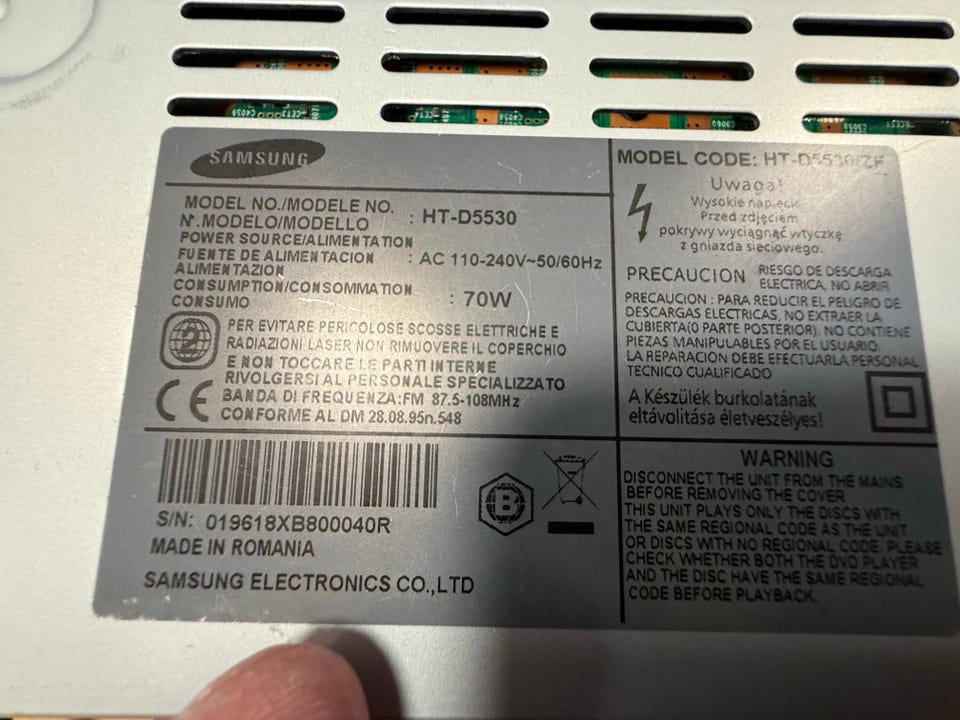 SAMSUNG
MODEL NO./MODELE NO.
N°.MODELO/MODELLO : HT-D5530
POWER SOURCE/ALIMENTATION
FUENTE DE ALIMENTACION : AC 110-240V~50/60Hz
ALIMENTAZION
CONSUMPTION/CONSOMMATION : 70W
CONSUMO
2
PER EVITARE PERICOLOSE SCOSSE ELETTRICHE E
RADIAZIONI LASER NON RIMUOVERE IL COPERCHIO
E NON TOCCARE LE PARTI INTERNE
RIVOLGERSI AL PERSONALE SPECIALIZZATO
BANDA DI FREQUENZA:FM 87.5-108MHz
CONFORME AL DM 28.08.95n.548
CE
S/N: 019618XB800040R
MADE IN ROMANIA
SAMSUNG ELECTRONICS CO.,LTD
B
MODEL CODE: HT-D5530/ZF
Uwaga!
Wysokie napięcie
Przed zdjęciem
pokrywy wyciągnąć wtyczkę
z gniazda sieciowego.
PRECAUCION RIESGO DE DESCARGA
ELECTRICA, NO ABRIR
PRECAUCION : PARA REDUCIR EL PELIGRO DE
DESCARGAS ELECTRICAS, NO EXTRAER LA
CUBIERTA(O PARTE POSTERIOR). NO CONTIENE
PIEZAS MANIPULABLES POR EL USUARIO.
LA REPARACION DEBE EFECTUARLA PERSONAL
TECNICO CUALIFICADO
A Készülék burkolatának
eltávolitása életveszélyes!
WARNING
DISCONNECT THE UNIT FROM THE MAINS
BEFORE REMOVING THE COVER
THIS UNIT PLAYS ONLY THE DISCS WITH
THE SAME REGIONAL CODE AS THE UNIT
OR DISCS WITH NO REGIONAL CODE. PLEASE
CHECK WHETHER BOTH THE DVD PLAYER
AND THE DISC HAVE THE SAME REGIONAL
CODE BEFORE PLAYBACK.